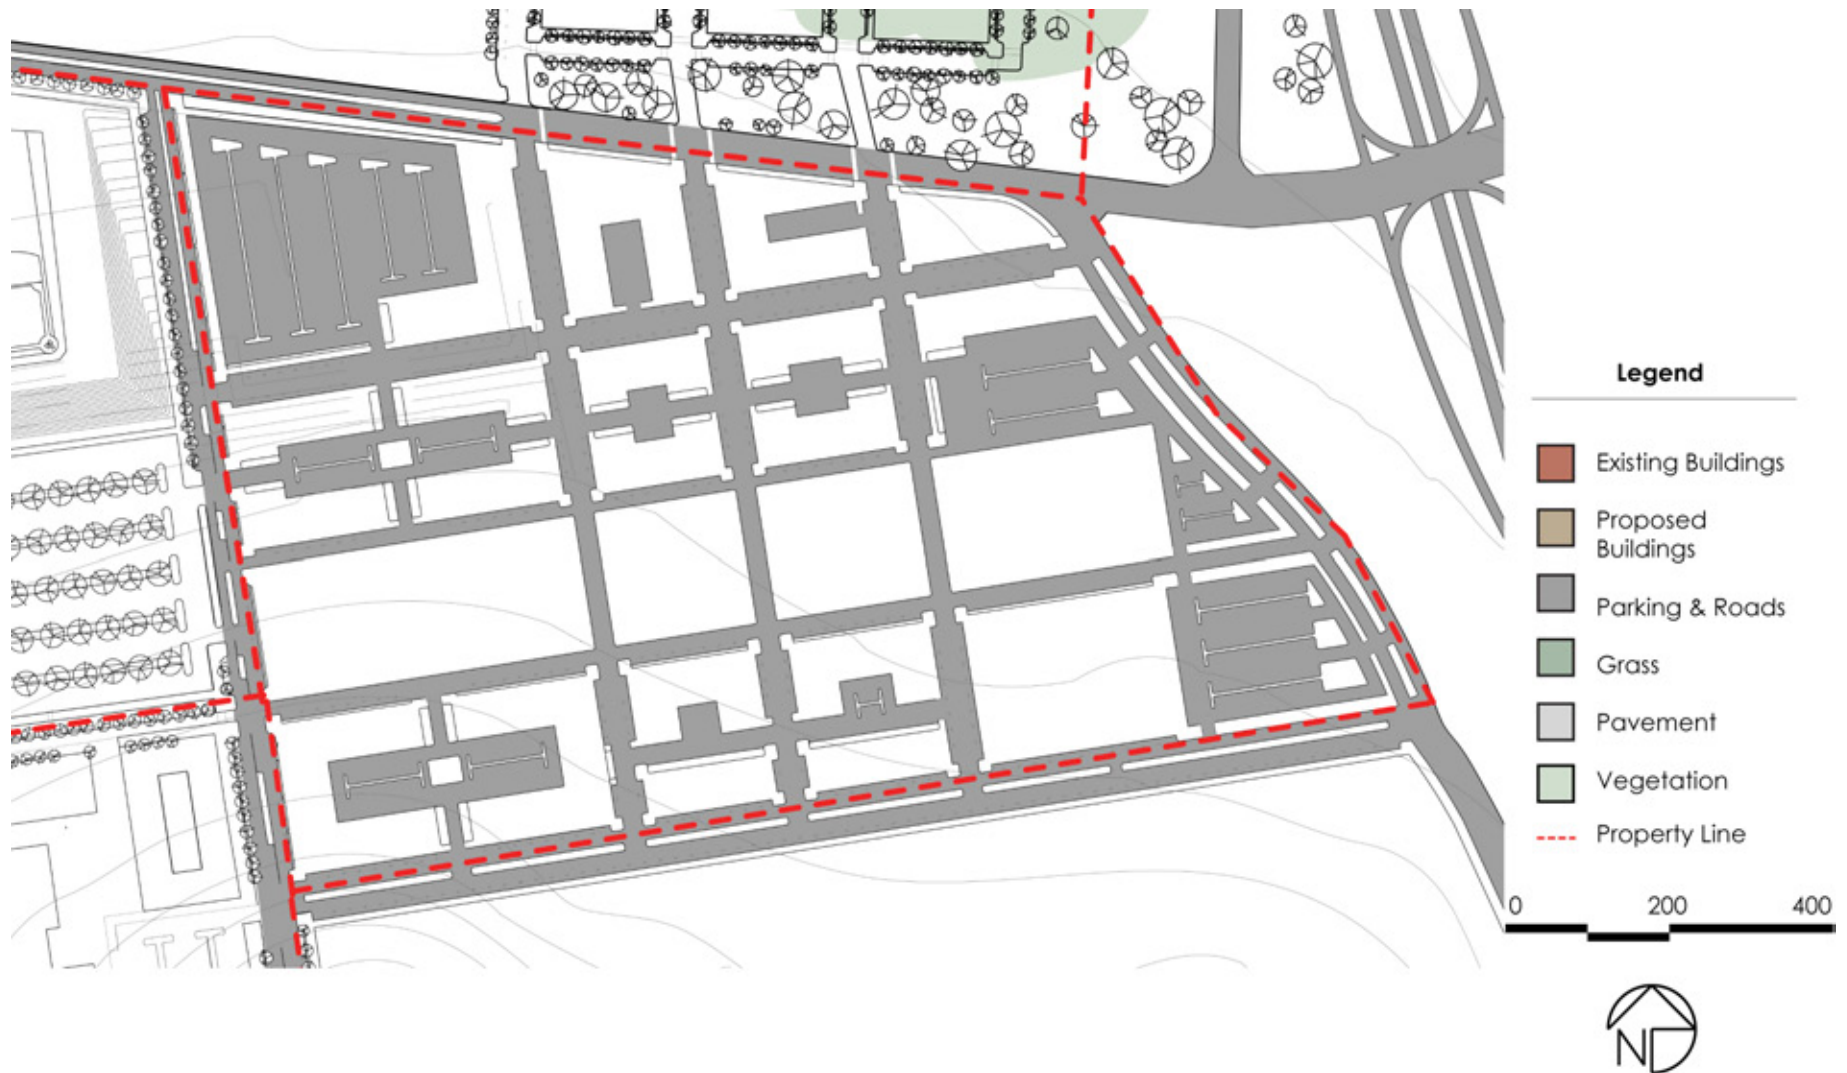 Legend
Existing Buildings
Proposed
Buildings
Parking & Roads
Grass
Pavement
Vegetation
Property Line
0 200 400
N